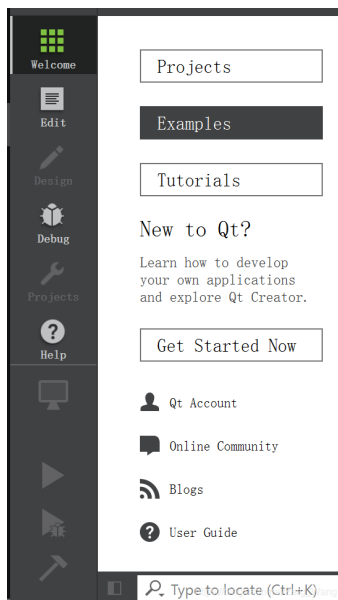 Welcome
Edit
Design
Debug
Projects
Help
Projects
Examples
Tutorials
New to Qt?
Learn how to develop
your own applications
and explore Qt Creator.
Get Started Now
Qt Account
Online Community
Blogs
User Guide
Type to locate (Ctrl+K)